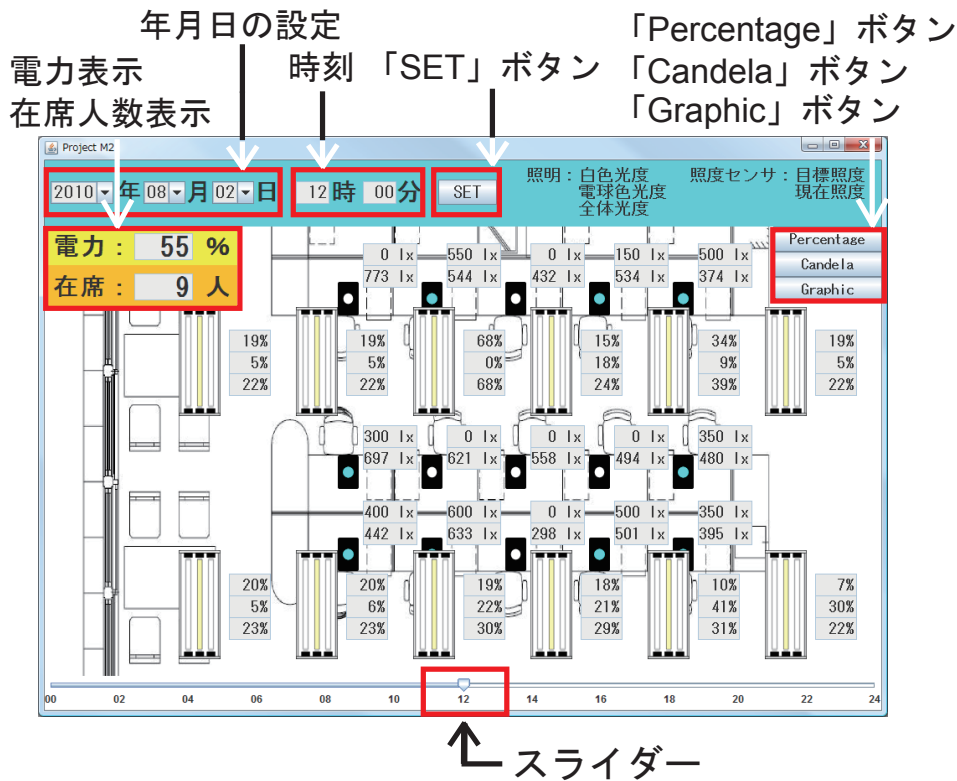 年月日の設定
「Percentage」ボタン
電力表示
時刻 「SET」ボタン
「Candela」ボタン
在席人数表示
「Graphic」ボタン
Project M2
2010 年 08 月 02 日 12 時 00 分 SET
照明：白色光度
電球色光度
全体光度
照度センサ：目標照度
現在照度
電力： 55 %
在席： 9 人
Percentage
Candela
Graphic
0 lx 550 lx 0 lx 150 lx 500 lx
773 lx 544 lx 432 lx 534 lx 374 lx
19% 19% 68% 15% 34% 19%
5% 5% 0% 18% 9% 5%
22% 22% 68% 24% 39% 22%
300 lx 0 lx 0 lx 0 lx 350 lx
697 lx 621 lx 558 lx 494 lx 480 lx
400 lx 600 lx 0 lx 500 lx 350 lx
442 lx 633 lx 298 lx 501 lx 395 lx
20% 20% 19% 18% 10% 7%
5% 6% 22% 21% 41% 30%
23% 23% 30% 29% 31% 22%
00 02 04 06 08 10 12 14 16 18 20 22 24
スライダー